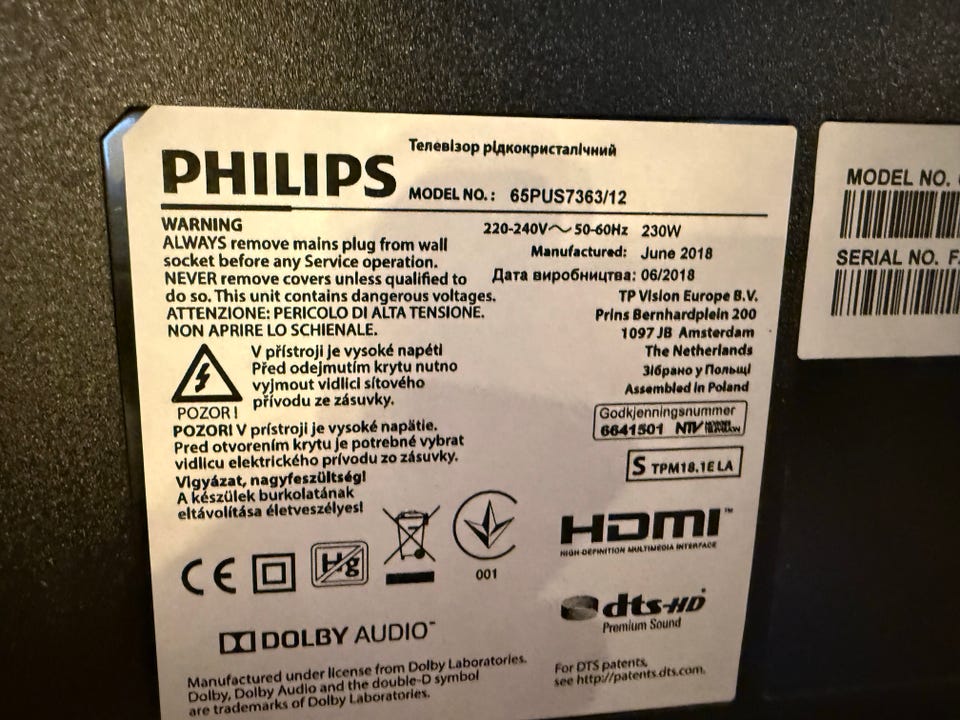 Телевізор рідкокристалічний
PHILIPS
MODEL NO.: 65PUS7363/12
WARNING
ALWAYS remove mains plug from wall
socket before any Service operation.
NEVER remove covers unless qualified to
do so. This unit contains dangerous voltages.
ATTENZIONE: PERICOLO DI ALTA TENSIONE.
NON APRIRE LO SCHIENALE.
V přístroji je vysoké napětí
Před odejmutím krytu nutno
vyjmout vidlici síťového
přívodu ze zásuvky.
POZOR !
POZOR! V prístroji je vysoké napätie.
Pred otvorením krytu je potrebné vybrat
vidlicu elektrického prívodu zo zásuvky.
Vigyázat, nagyfeszültség!
A készülek burkolatának
eltávolítása életveszélyes!
220-240V~ 50-60Hz 230W
Manufactured: June 2018
Дата виробництва: 06/2018
TP Vision Europe B.V.
Prins Bernhardplein 200
1097 JB Amsterdam
The Netherlands
Зібрано у Польщі
Assembled in Poland
Godkjenningsnummer
6641501 NTV
S TPM18.1E LA
HDMI™
HIGH-DEFINITION MULTIMEDIA INTERFACE
CE
Hg
001
dts-HD
Premium Sound
DOLBY AUDIO™
Manufactured under license from Dolby Laboratories.
Dolby, Dolby Audio and the double-D symbol
are trademarks of Dolby Laboratories.
For DTS patents,
see http://patents.dts.com.
MODEL NO.
SERIAL NO. F